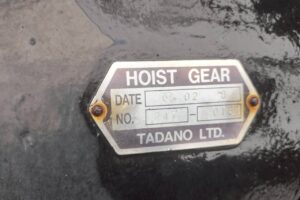 HOIST GEAR
DATE
NO.
TADANO LTD.